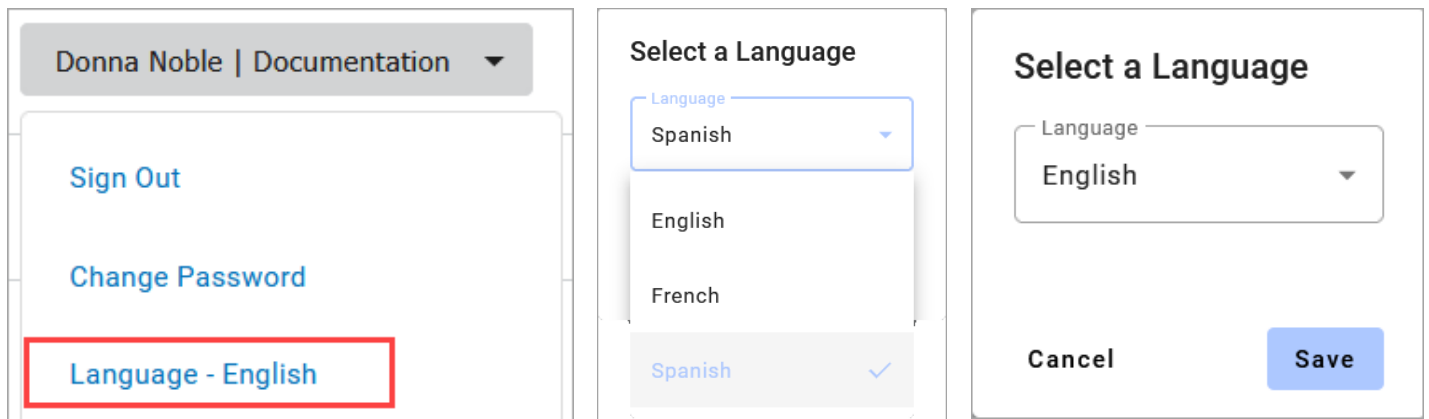 Donna Noble | Documentation
Sign Out
Change Password
Language - English
Select a Language
Language
Spanish
English
French
Spanish
Select a Language
Language
English
Cancel
Save